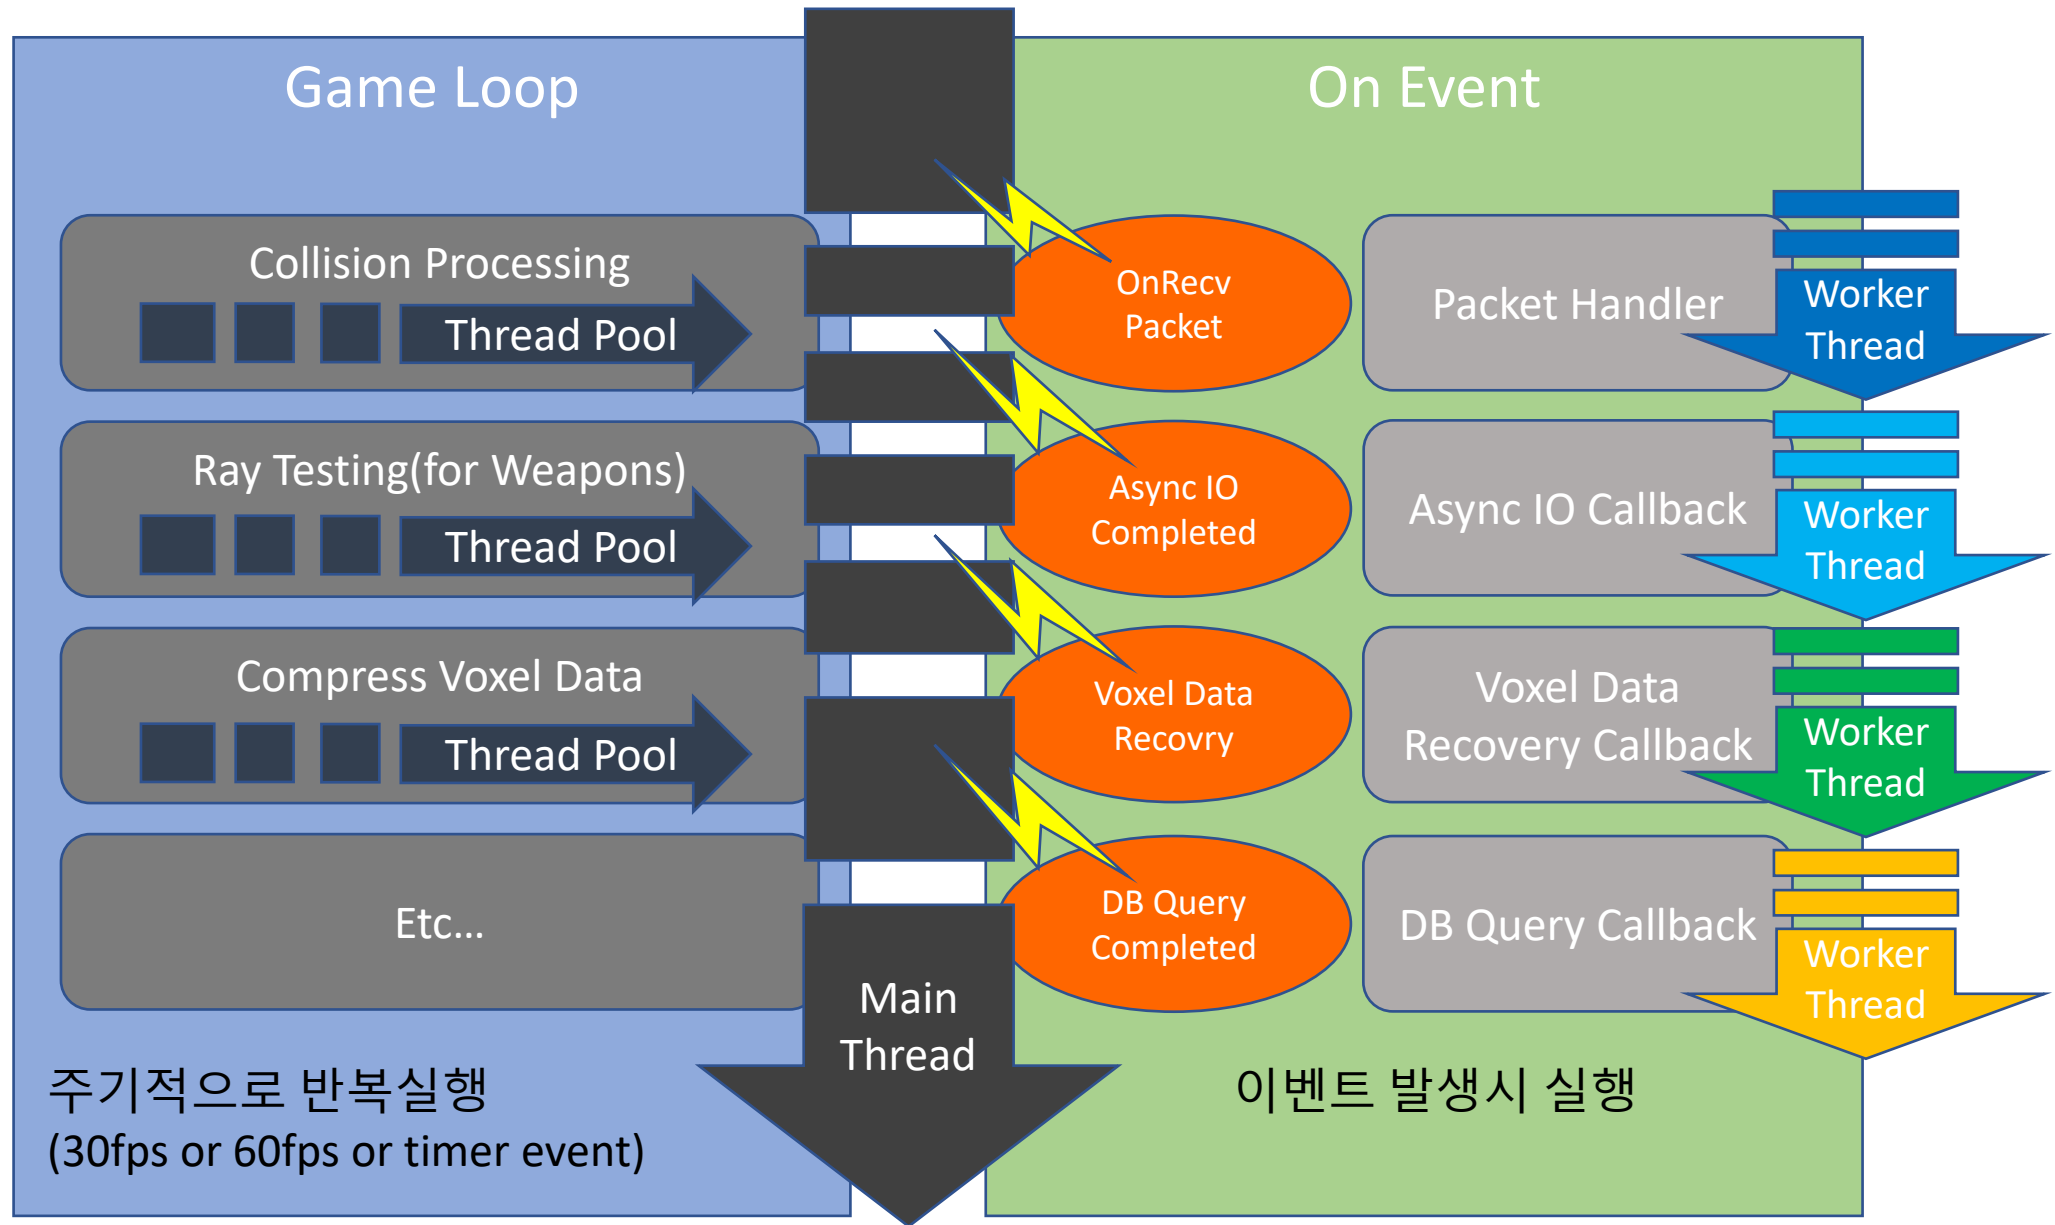 Game Loop
On Event
Collision Processing
Thread Pool
OnRecv
Packet
Packet Handler
Worker
Thread
Ray Testing(for Weapons)
Thread Pool
Async IO
Completed
Async IO Callback
Worker
Thread
Compress Voxel Data
Thread Pool
Voxel Data
Recovry
Voxel Data
Recovery Callback
Worker
Thread
Etc...
DB Query
Completed
DB Query Callback
Worker
Thread
Main
Thread
주기적으로 반복실행
(30fps or 60fps or timer event)
이벤트 발생시 실행